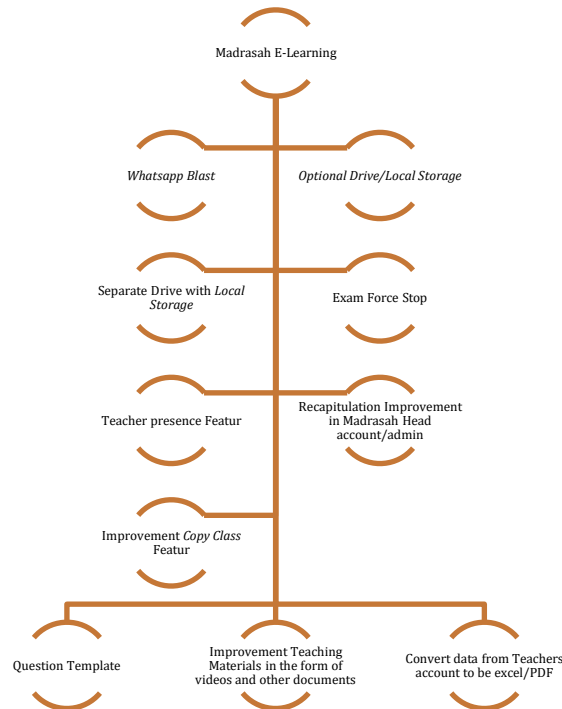 Madrasah E-Learning
Whatsapp Blast
Optional Drive/Local Storage
Separate Drive with Local
Storage
Exam Force Stop
Teacher presence Featur
Recapitulation Improvement
in Madrasah Head
account/admin
Improvement Copy Class
Featur
Question Template
Improvement Teaching
Materials in the form of
videos and other documents
Convert data from Teachers
account to be excel/PDF